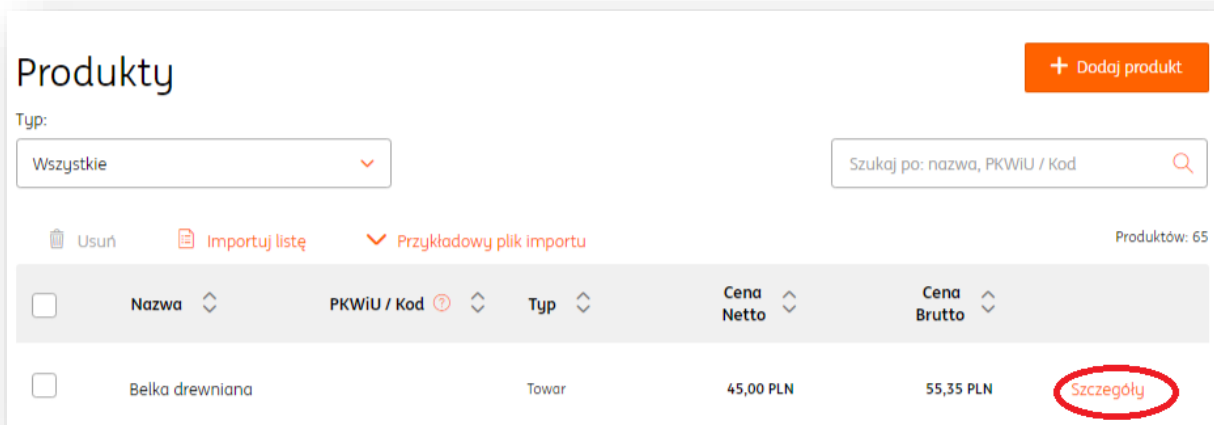 Produkty
+ Dodaj produkt
Typ:
Wszystkie
Szukaj po: nazwa, PKWiU / Kod
Usuń Importuj listę Przykładowy plik importu Produktów: 65
Nazwa PKWiU / Kod ? Typ Cena Netto Cena Brutto
Belka drewniana Towar 45,00 PLN 55,35 PLN Szczegóły